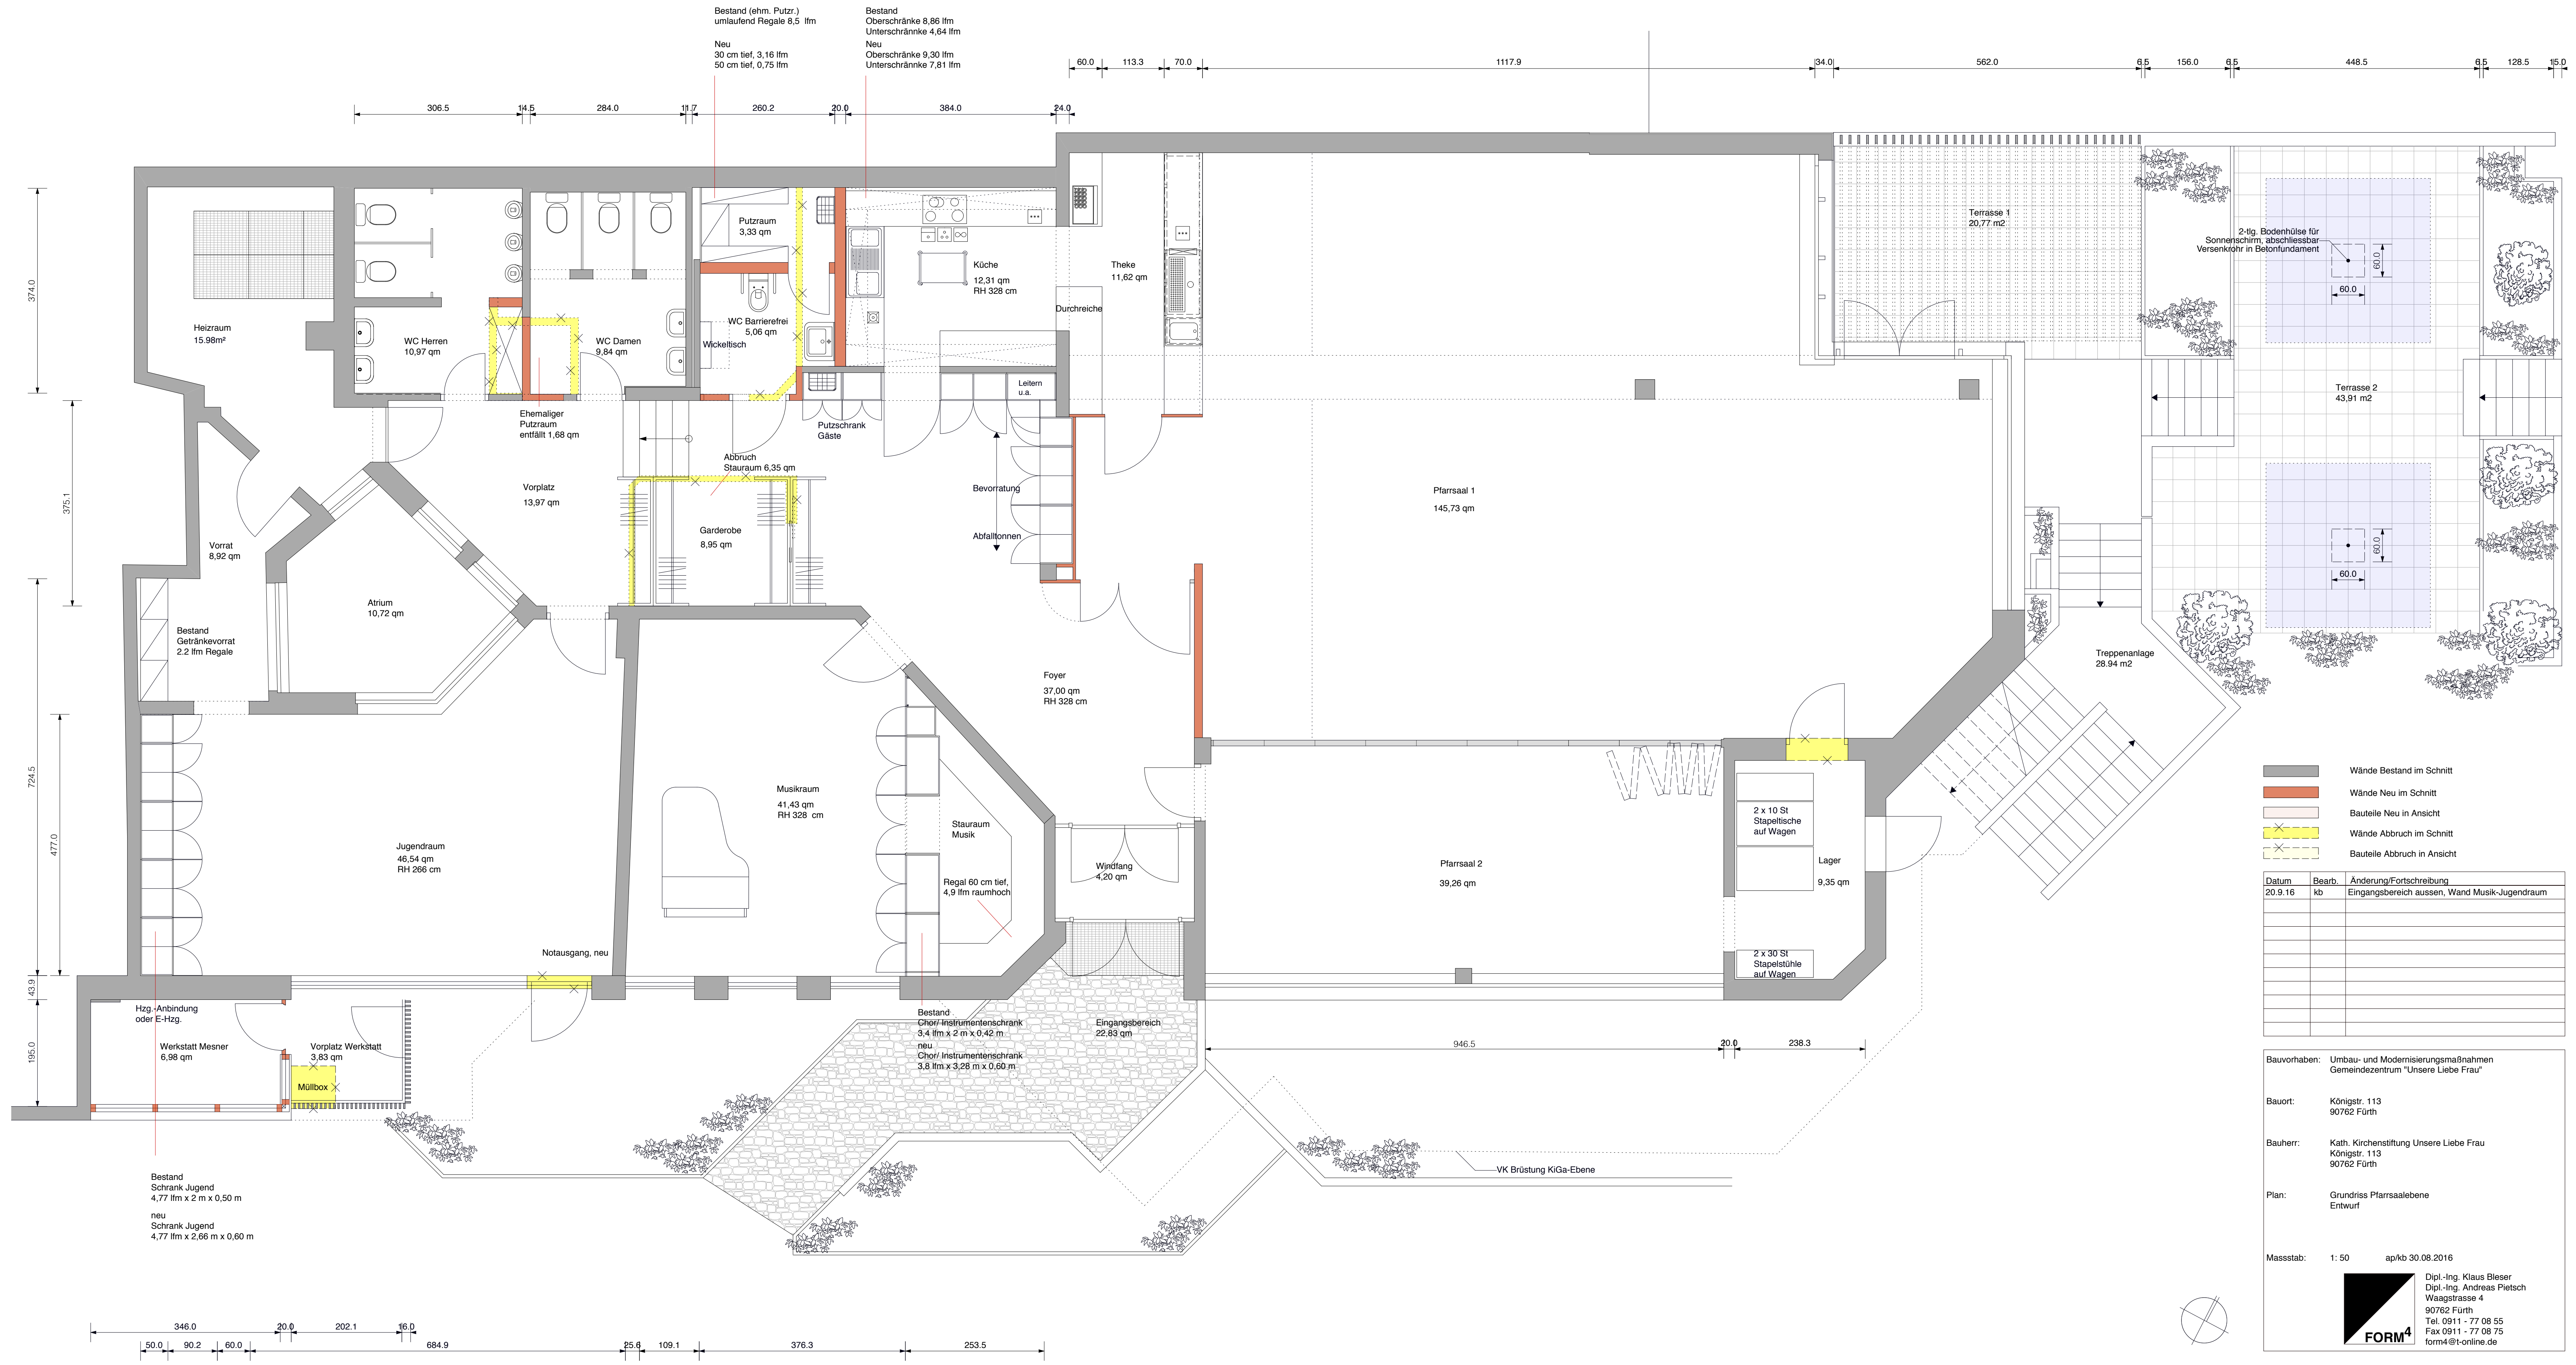 Bestand (ehm. Putzr.)
umlaufend Regale 8,5 lfm
Neu
30 cm tief, 3,16 lfm
50 cm tief, 0,75 lfm
Bestand
Oberschränke 8,86 lfm
Unterschrännke 4,64 lfm
Neu
Oberschränke 9,30 lfm
Unterschrännke 7,81 lfm
60.0
113.3
70.0
1117.9
34.0
562.0
6.5
156.0
6.5
448.5
6.5
128.5
15.0
306.5
14.5
284.0
11.7
260.2
20.0
384.0
24.0
374.0
375.1
724.5
477.0
43.9
195.0
Heizraum
15.98m²
WC Herren
10,97 qm
WC Damen
9,84 qm
Putzraum
3,33 qm
WC Barrierefrei
5,06 qm
Wickeltisch
Küche
12,31 qm
RH 328 cm
Theke
11,62 qm
Durchreiche
Leitern
u.a.
Putzschrank
Gäste
Ehemaliger
Putzraum
entfällt 1,68 qm
Abbruch
Stauraum 6,35 qm
Vorplatz
13,97 qm
Garderobe
8,95 qm
Bevorratung
Abfalltonnen
Vorrat
8,92 qm
Atrium
10,72 qm
Bestand
Getränkevorrat
2.2 lfm Regale
Pfarrsaal 1
145,73 qm
Terrasse 1
20,77 m2
2-tlg. Bodenhülse für
Sonnenschirm, abschliessbar
Versenkrohr in Betonfundament
60.0
60.0
Terrasse 2
43,91 m2
60.0
60.0
Treppenanlage
28.94 m2
Foyer
37,00 qm
RH 328 cm
Musikraum
41,43 qm
RH 328 cm
Jugendraum
46,54 qm
RH 266 cm
Stauraum
Musik
Regal 60 cm tief,
4,9 lfm raumhoch
Windfang
4,20 qm
Pfarrsaal 2
39,26 qm
2 x 10 St
Stapeltische
auf Wagen
Lager
9,35 qm
2 x 30 St
Stapelstühle
auf Wagen
Notausgang, neu
Hzg.-Anbindung
oder E-Hzg.
Werkstatt Mesner
6,98 qm
Vorplatz Werkstatt
3,83 qm
Müllbox
Bestand
Chor/ Instrumentenschrank
3,4 lfm x 2 m x 0,42 m
neu
Chor/ Instrumentenschrank
3,8 lfm x 3,28 m x 0,60 m
Eingangsbereich
22,83 qm
946.5
20.0
238.3
VK Brüstung KiGa-Ebene
Bestand
Schrank Jugend
4,77 lfm x 2 m x 0,50 m
neu
Schrank Jugend
4,77 lfm x 2,66 m x 0,60 m
346.0
20.0
202.1
16.0
50.0
90.2
60.0
684.9
25.6
109.1
376.3
253.5
Wände Bestand im Schnitt
Wände Neu im Schnitt
Bauteile Neu in Ansicht
Wände Abbruch im Schnitt
Bauteile Abbruch in Ansicht
Datum Bearb. Änderung/Fortschreibung
20.9.16 kb Eingangsbereich aussen, Wand Musik-Jugendraum
Bauvorhaben: Umbau- und Modernisierungsmaßnahmen
Gemeindezentrum "Unsere Liebe Frau"
Bauort: Königstr. 113
90762 Fürth
Bauherr: Kath. Kirchenstiftung Unsere Liebe Frau
Königstr. 113
90762 Fürth
Plan: Grundriss Pfarrsaalebene
Entwurf
Massstab: 1: 50 ap/kb 30.08.2016
FORM4
Dipl.-Ing. Klaus Bleser
Dipl.-Ing. Andreas Pietsch
Waagstrasse 4
90762 Fürth
Tel. 0911 - 77 08 55
Fax 0911 - 77 08 75
form4@t-online.de